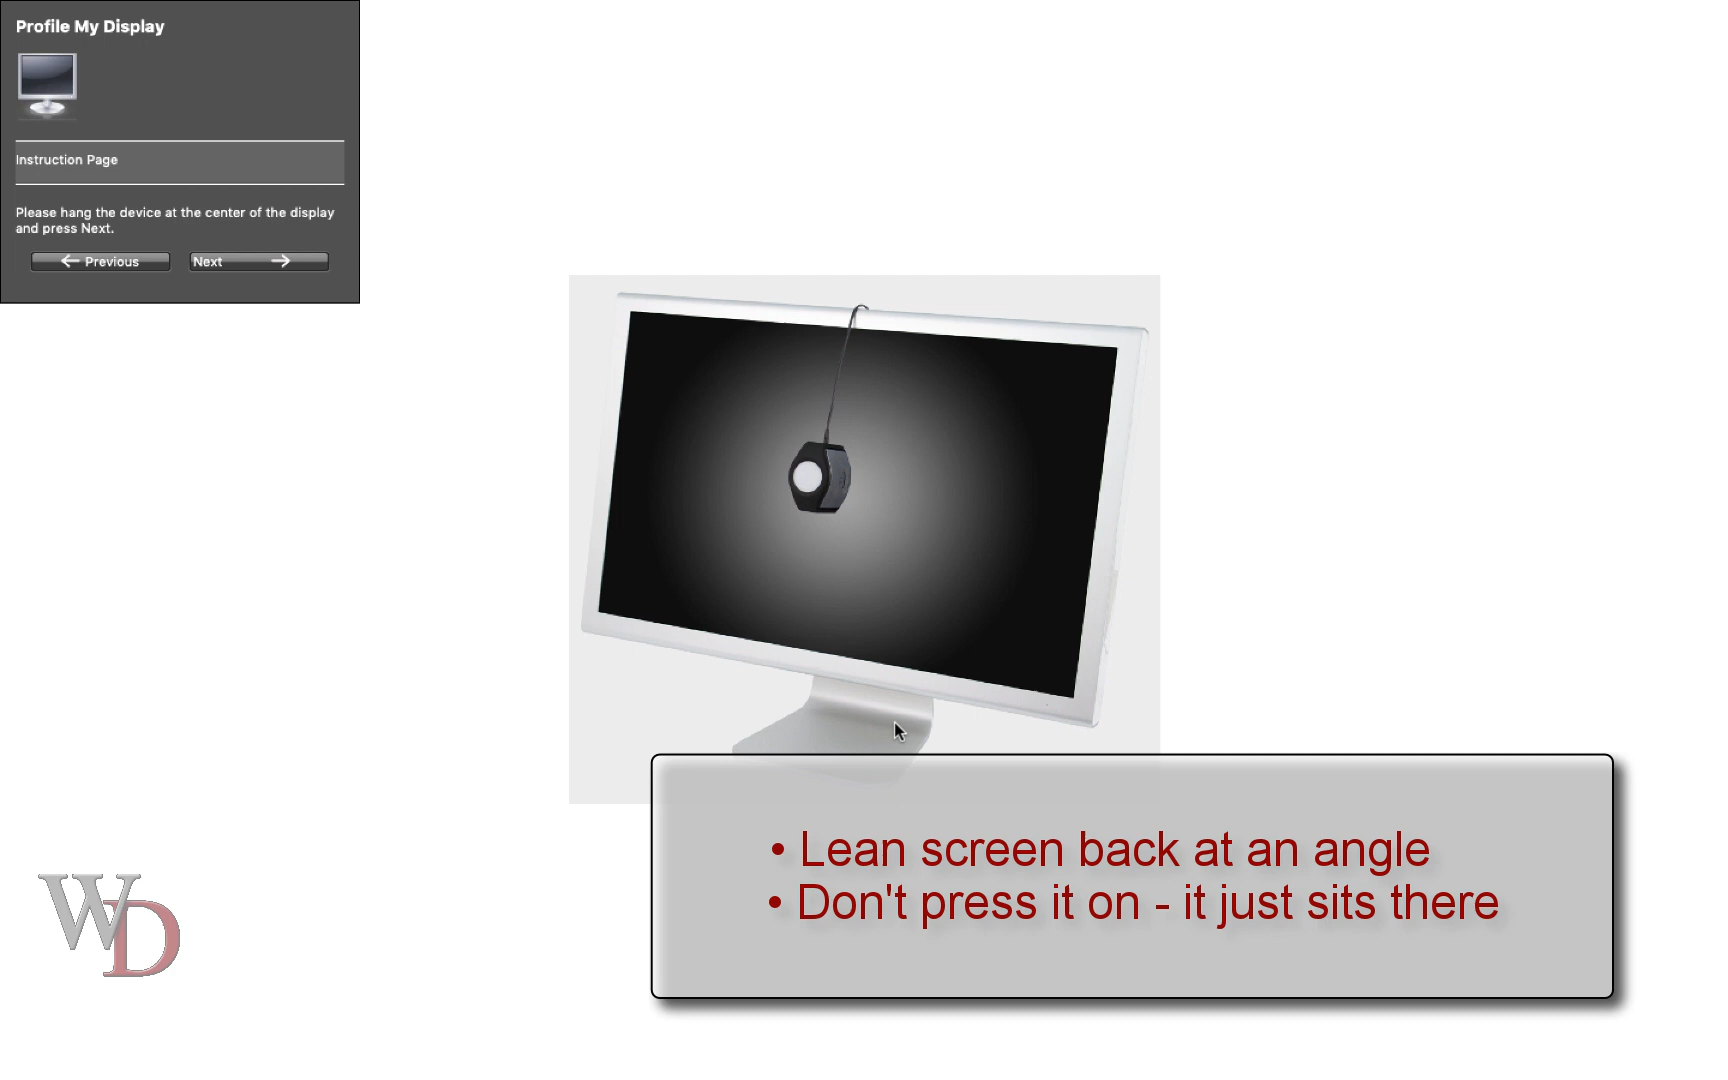 Profile My Display
Instruction Page
Please hang the device at the center of the display
and press Next.
Previous
Next
• Lean screen back at an angle
• Don't press it on - it just sits there
WD